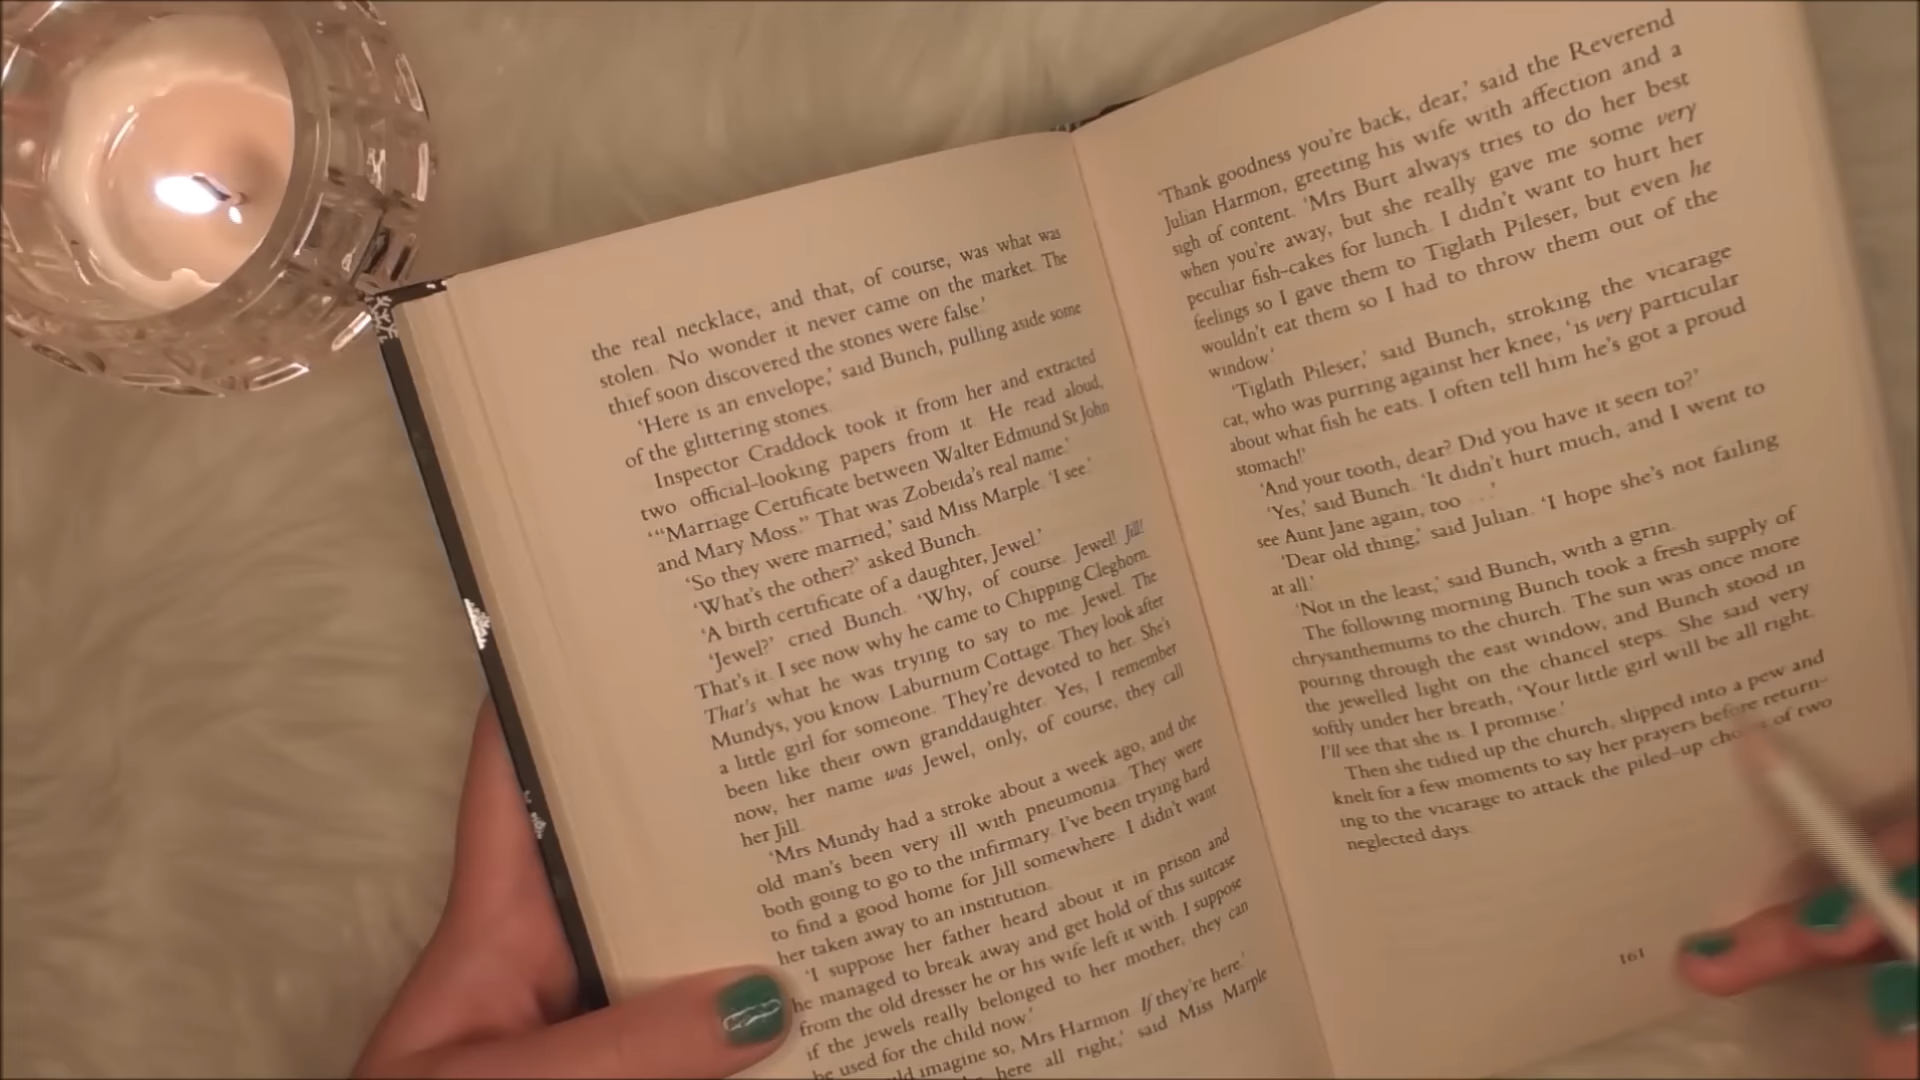 the real necklace, and that, of course, was what was
stolen. No wonder it never came on the market. The
thief soon discovered the stones were false.'
'Here is an envelope,' said Bunch, pulling aside some
of the glittering stones.
Inspector Craddock took it from her and extracted
two official-looking papers from it. He read aloud,
'"Marriage Certificate between Walter Edmund St John
and Mary Moss." That was Zobeida's real name.'
'So they were married,' said Miss Marple. 'I see.'
'What's the other?' asked Bunch.
'A birth certificate of a daughter, Jewel.'
'Jewel?' cried Bunch. 'Why, of course. Jewel! Jill!
That's it. I see now why he came to Chipping Cleghorn.
That's what he was trying to say to me. Jewel. The
Mundys, you know. Laburnum Cottage. They look after
a little girl for someone. They're devoted to her. She's
been like their own granddaughter. Yes, I remember
now, her name was Jewel, only, of course, they call
her Jill.
'Mrs Mundy had a stroke about a week ago, and the
old man's been very ill with pneumonia. They were
both going to go to the infirmary. I've been trying hard
to find a good home for Jill somewhere. I didn't want
her taken away to an institution.
'I suppose her father heard about it in prison and
he managed to break away and get hold of this suitcase
from the old dresser he or his wife left it with. I suppose
if the jewels really belonged to her mother, they can
be used for the child now.'
imagine so, Mrs Harmon. If they're here.'
here all right,' said Miss Marple
'Thank goodness you're back, dear,' said the Reverend
Julian Harmon, greeting his wife with affection and a
sigh of content. 'Mrs Burt always tries to do her best
when you're away, but she really gave me some very
peculiar fish-cakes for lunch. I didn't want to hurt her
feelings so I gave them to Tiglath Pileser, but even he
wouldn't eat them so I had to throw them out of the
window.'
'Tiglath Pileser,' said Bunch, stroking the vicarage
cat, who was purring against her knee, 'is very particular
about what fish he eats. I often tell him he's got a proud
stomach!'
'And your tooth, dear? Did you have it seen to?'
'Yes,' said Bunch. 'It didn't hurt much, and I went to
see Aunt Jane again, too . . .'
'Dear old thing,' said Julian. 'I hope she's not failing
at all.'
'Not in the least,' said Bunch, with a grin.
The following morning Bunch took a fresh supply of
chrysanthemums to the church. The sun was once more
pouring through the east window, and Bunch stood in
the jewelled light on the chancel steps. She said very
softly under her breath, 'Your little girl will be all right.
I'll see that she is. I promise.'
Then she tidied up the church, slipped into a pew and
knelt for a few moments to say her prayers before return-
ing to the vicarage to attack the piled-up of two
neglected days.
161